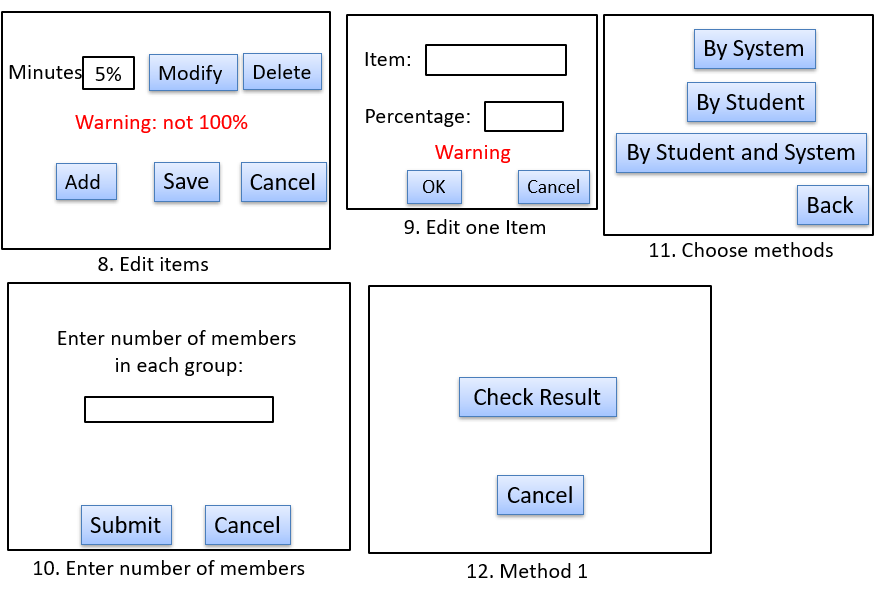 Minutes 5% Modify Delete
Warning: not 100%
Add Save Cancel
8. Edit items
Item:
Percentage:
Warning
OK Cancel
9. Edit one Item
By System
By Student
By Student and System
Back
11. Choose methods
Enter number of members
in each group:
Submit Cancel
10. Enter number of members
Check Result
Cancel
12. Method 1